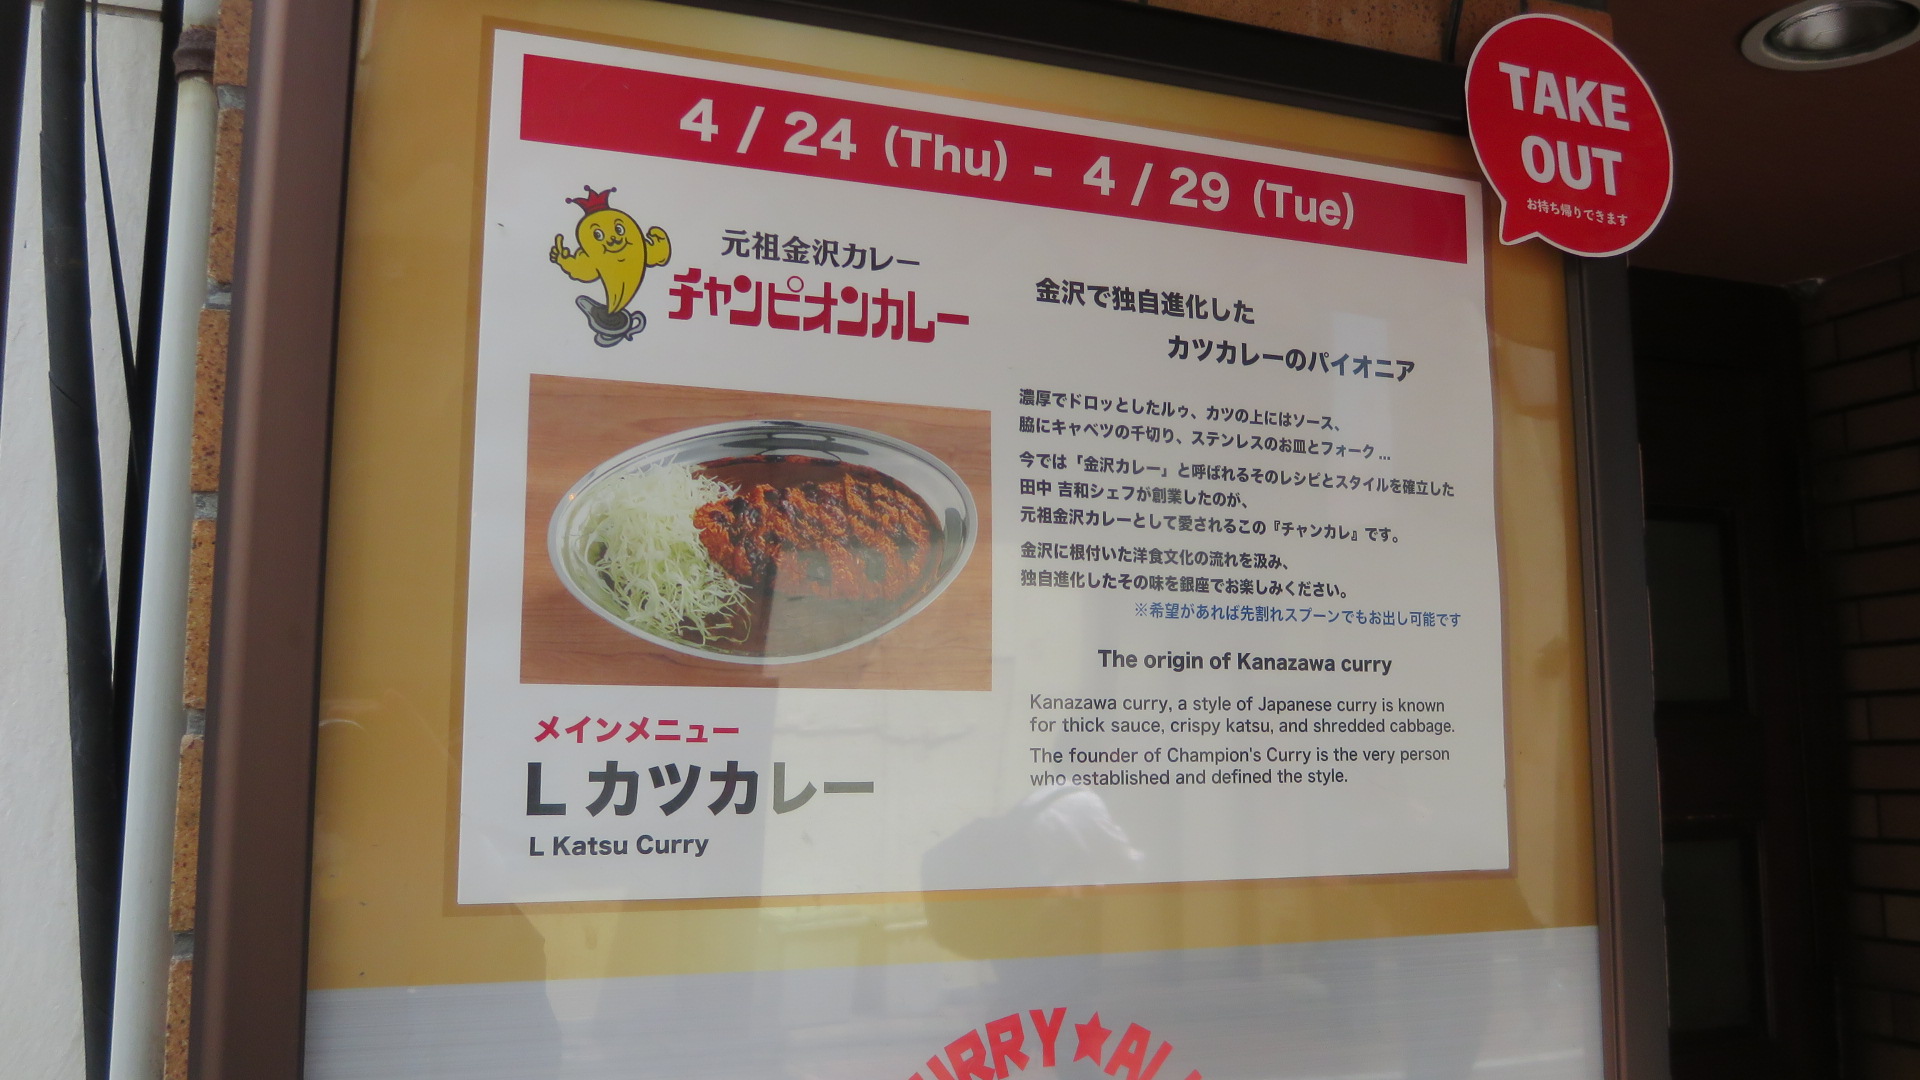 4 / 24 (Thu) - 4 / 29 (Tue)
TAKE
OUT
お持ち帰りできます
元祖金沢カレー
チャンピオンカレー
金沢で独自進化した
カツカレーのパイオニア
濃厚でドロッとしたルゥ、カツの上にはソース、
脇にキャベツの千切り、ステンレスのお皿とフォーク...
今では「金沢カレー」と呼ばれるそのレシピとスタイルを確立した
田中 吉和シェフが創業したのが、
元祖金沢カレーとして愛されるこの『チャンカレ』です。
金沢に根付いた洋食文化の流れを汲み、
独自進化したその味を銀座でお楽しみください。
※希望があれば先割れスプーンでもお出し可能です
The origin of Kanazawa curry
Kanazawa curry, a style of Japanese curry is known
for thick sauce, crispy katsu, and shredded cabbage.
The founder of Champion's Curry is the very person
who established and defined the style.
メインメニュー
L カツカレー
L Katsu Curry